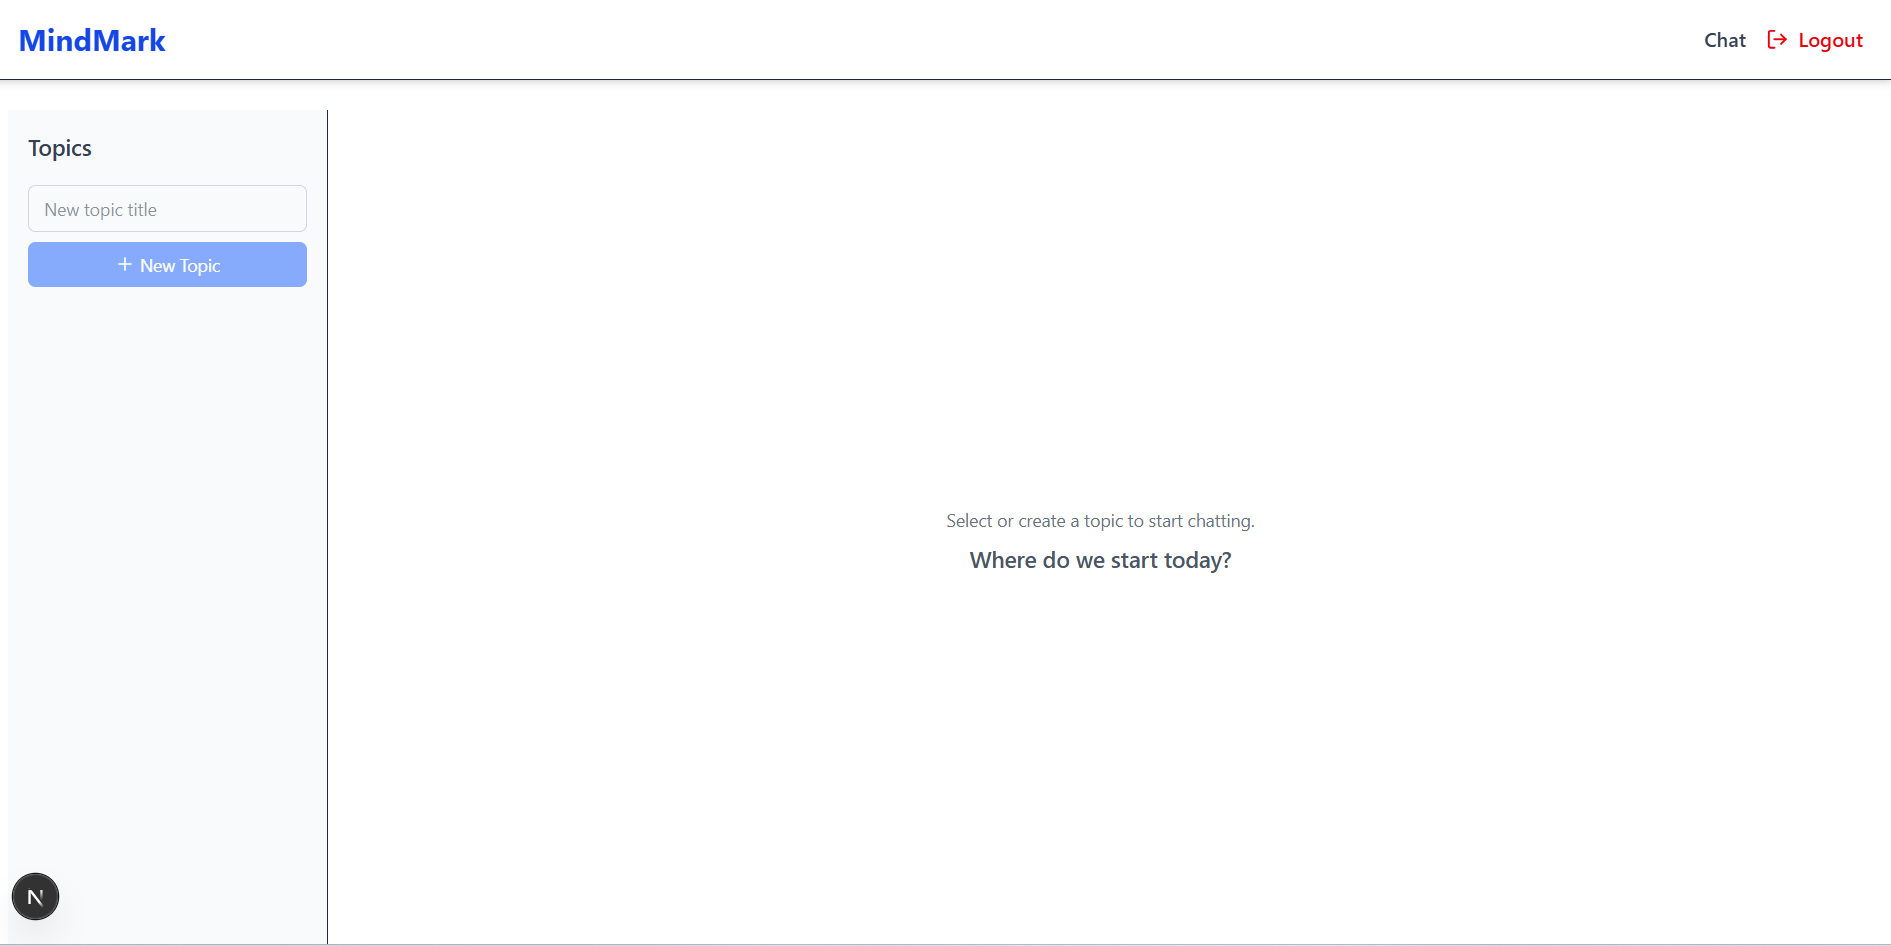 MindMark
Chat
Logout
Topics
New topic title
+ New Topic
Select or create a topic to start chatting.
Where do we start today?
N